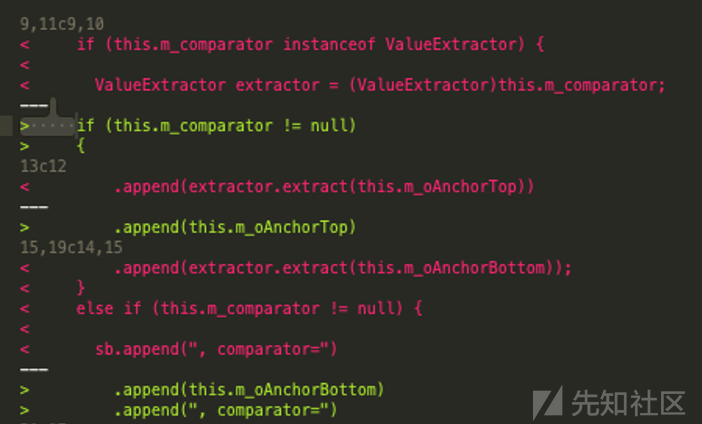 9,11c9,10
<     if (this.m_comparator instanceof ValueExtractor) {
<
<       ValueExtractor extractor = (ValueExtractor)this.m_comparator;
---
>·····if (this.m_comparator != null)
>     {
13c12
<         .append(extractor.extract(this.m_oAnchorTop))
---
>         .append(this.m_oAnchorTop)
15,19c14,15
<         .append(extractor.extract(this.m_oAnchorBottom));
<     }
<     else if (this.m_comparator != null) {
<
<       sb.append(", comparator=")
---
>         .append(this.m_oAnchorBottom)
>         .append(", comparator=")
先知社区